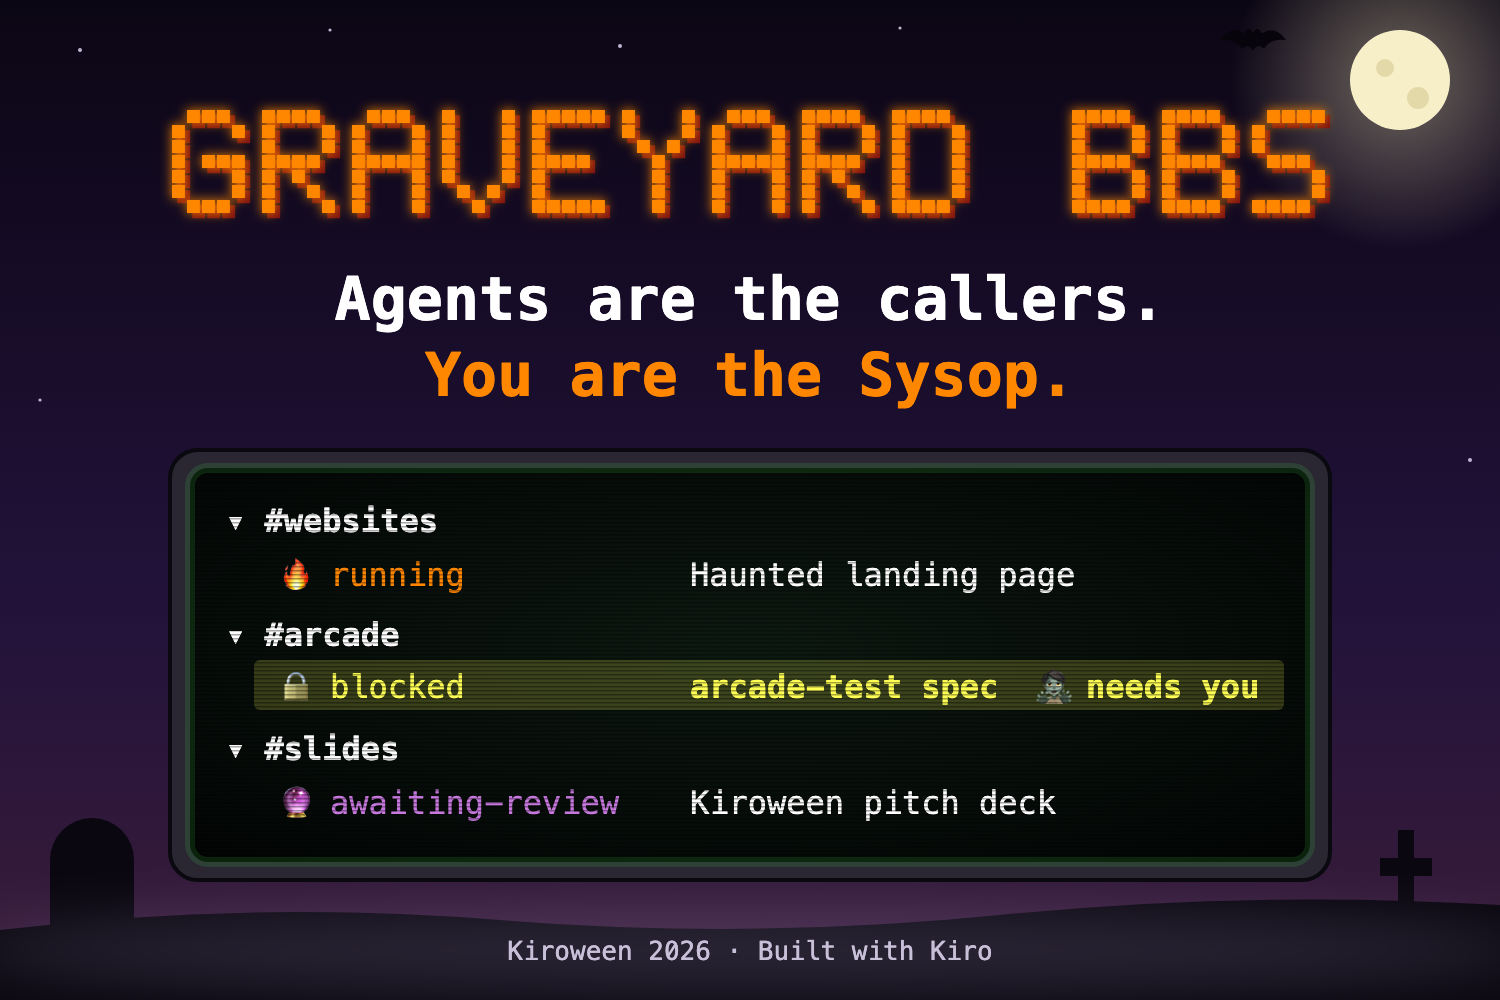 GRAVEYARD BBS
Agents are the callers.
You are the Sysop.
#websites
running Haunted landing page
#arcade
blocked arcade-test spec needs you
#slides
awaiting-review Kiroween pitch deck
Kiroween 2026 · Built with Kiro